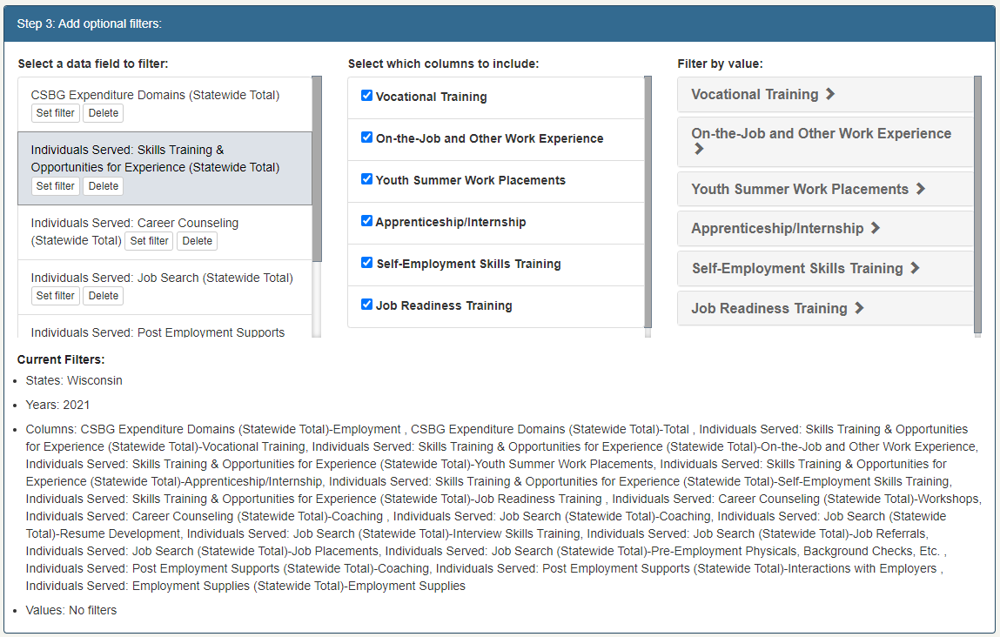 Step 3: Add optional filters:
Select a data field to filter:
CSBG Expenditure Domains (Statewide Total)
Set filter Delete
Individuals Served: Skills Training &
Opportunities for Experience (Statewide Total)
Set filter Delete
Individuals Served: Career Counseling
(Statewide Total) Set filter Delete
Individuals Served: Job Search (Statewide Total)
Set filter Delete
Individuals Served: Post Employment Supports
Select which columns to include:
Vocational Training
On-the-Job and Other Work Experience
Youth Summer Work Placements
Apprenticeship/Internship
Self-Employment Skills Training
Job Readiness Training
Filter by value:
Vocational Training
On-the-Job and Other Work Experience
Youth Summer Work Placements
Apprenticeship/Internship
Self-Employment Skills Training
Job Readiness Training
Current Filters:
• States: Wisconsin
• Years: 2021
• Columns: CSBG Expenditure Domains (Statewide Total)-Employment , CSBG Expenditure Domains (Statewide Total)-Total , Individuals Served: Skills Training & Opportunities
for Experience (Statewide Total)-Vocational Training, Individuals Served: Skills Training & Opportunities for Experience (Statewide Total)-On-the-Job and Other Work Experience,
Individuals Served: Skills Training & Opportunities for Experience (Statewide Total)-Youth Summer Work Placements, Individuals Served: Skills Training & Opportunities for
Experience (Statewide Total)-Apprenticeship/Internship, Individuals Served: Skills Training & Opportunities for Experience (Statewide Total)-Self-Employment Skills Training,
Individuals Served: Skills Training & Opportunities for Experience (Statewide Total)-Job Readiness Training , Individuals Served: Career Counseling (Statewide Total)-Workshops,
Individuals Served: Career Counseling (Statewide Total)-Coaching , Individuals Served: Job Search (Statewide Total)-Coaching, Individuals Served: Job Search (Statewide
Total)-Resume Development, Individuals Served: Job Search (Statewide Total)-Interview Skills Training, Individuals Served: Job Search (Statewide Total)-Job Referrals,
Individuals Served: Job Search (Statewide Total)-Job Placements, Individuals Served: Job Search (Statewide Total)-Pre-Employment Physicals, Background Checks, Etc. ,
Individuals Served: Post Employment Supports (Statewide Total)-Coaching, Individuals Served: Post Employment Supports (Statewide Total)-Interactions with Employers ,
Individuals Served: Employment Supplies (Statewide Total)-Employment Supplies
• Values: No filters